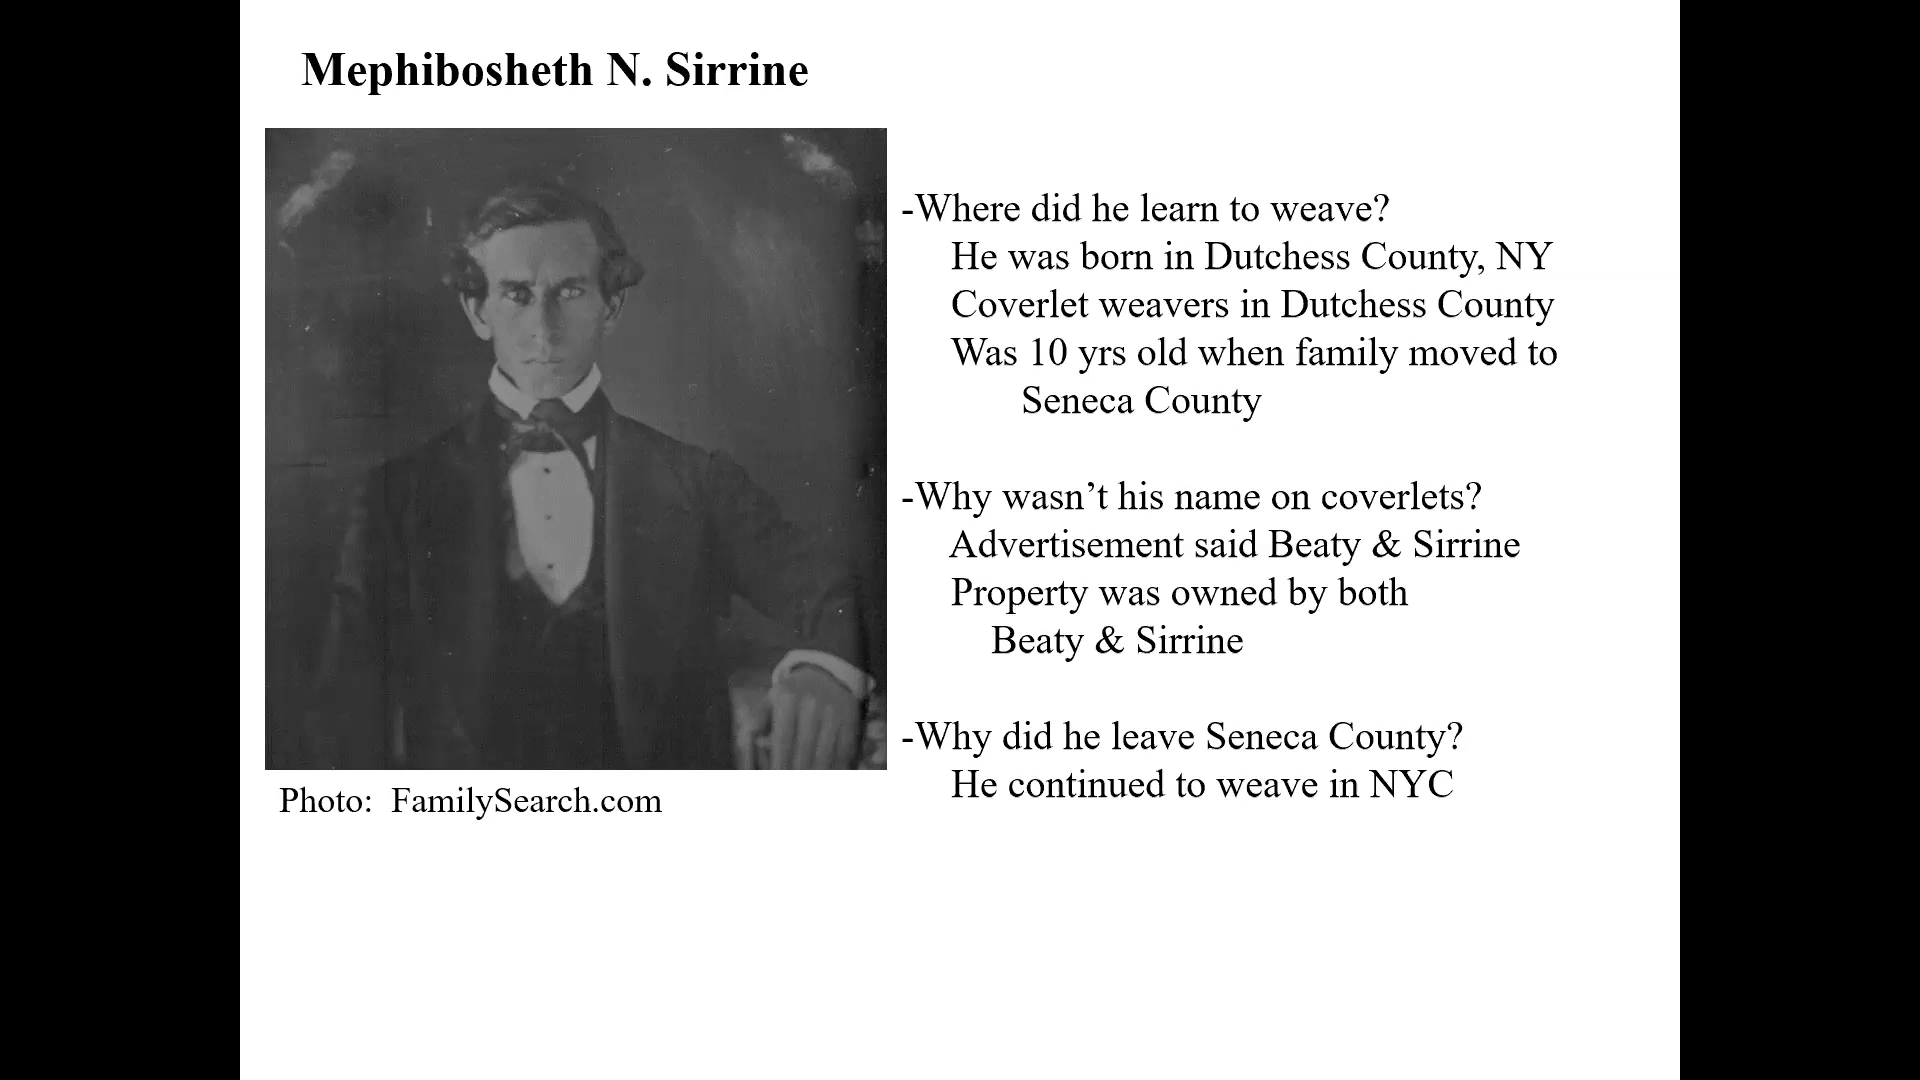 Mephibosheth N. Sirrine
-Where did he learn to weave?
He was born in Dutchess County, NY
Coverlet weavers in Dutchess County
Was 10 yrs old when family moved to
Seneca County
-Why wasn’t his name on coverlets?
Advertisement said Beaty & Sirrine
Property was owned by both
Beaty & Sirrine
-Why did he leave Seneca County?
He continued to weave in NYC
Photo:  FamilySearch.com